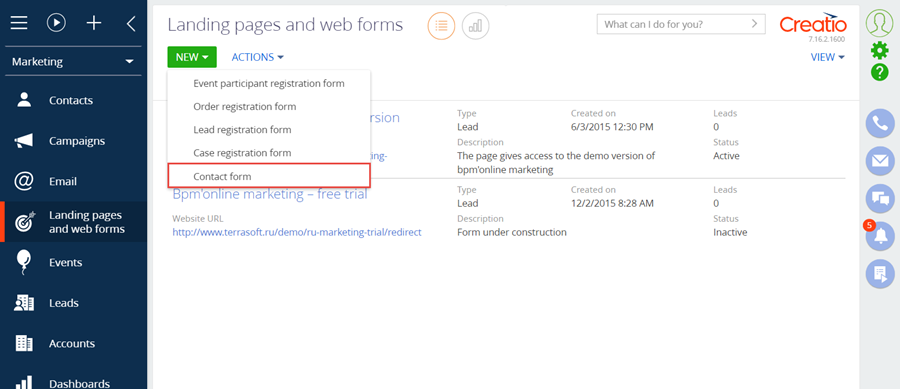 Marketing
Contacts
Campaigns
Email
Landing pages
and web forms
Events
Leads
Accounts
Dashboards
Landing pages and web forms
What can I do for you?
Creatio
7.16.2.1600
NEW
ACTIONS
VIEW
Event participant registration form
Order registration form
Lead registration form
Case registration form
Contact form
ersion
Type
Lead
Created on
6/3/2015 12:30 PM
Leads
0
eting-
Description
The page gives access to the demo version of
bpm'online marketing
Status
Active
Bpm'online marketing – free trial
Type
Lead
Created on
12/2/2015 8:28 AM
Leads
0
Website URL
http://www.terrasoft.ru/demo/ru-marketing-trial/redirect
Description
Form under construction
Status
Inactive
?
5